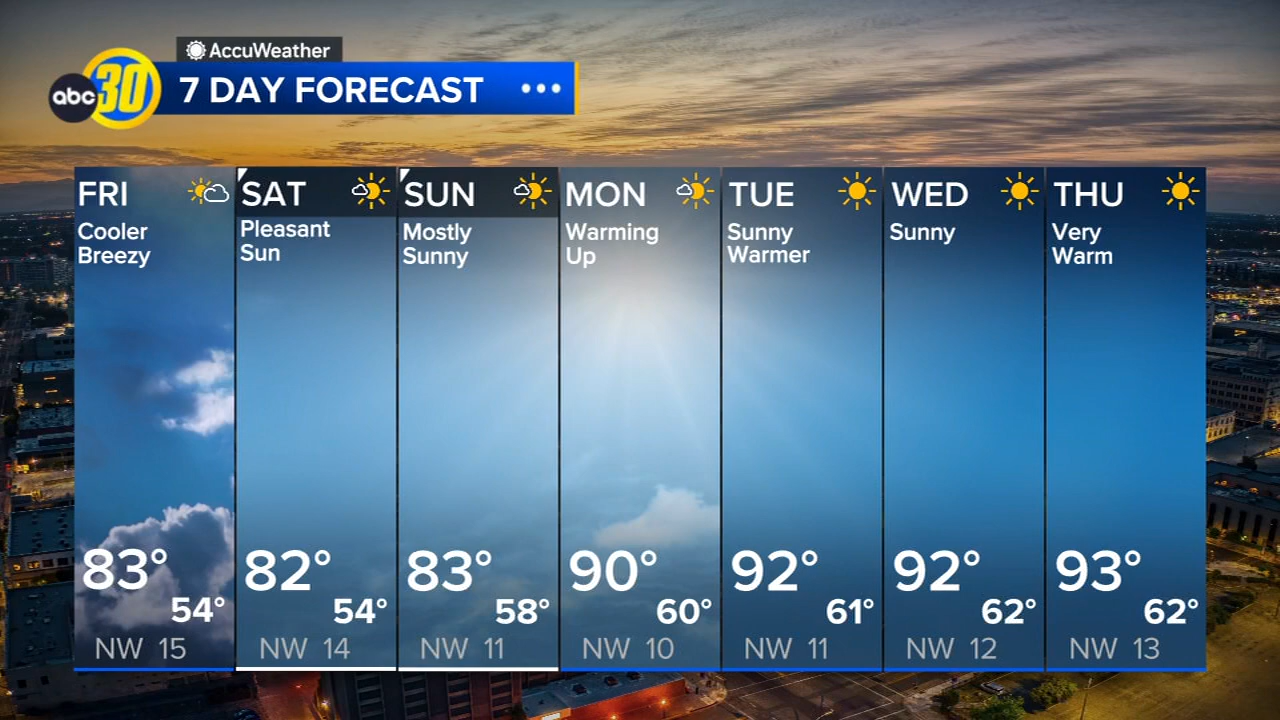 AccuWeather
abc 30 7 DAY FORECAST
FRI
Cooler
Breezy
83°
54°
NW 15
SAT
Pleasant
Sun
82°
54°
NW 14
SUN
Mostly
Sunny
83°
58°
NW 11
MON
Warming
Up
90°
60°
NW 10
TUE
Sunny
Warmer
92°
61°
NW 11
WED
Sunny
92°
62°
NW 12
THU
Very
Warm
93°
62°
NW 13